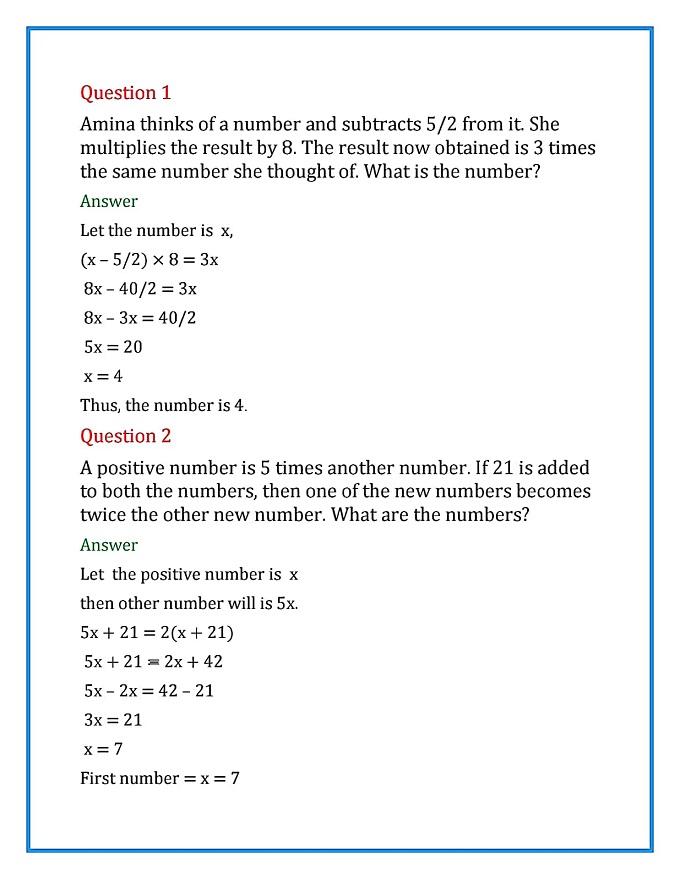 Question 1
Amina thinks of a number and subtracts 5/2 from it. She
multiplies the result by 8. The result now obtained is 3 times
the same number she thought of. What is the number?
Answer
Let the number is x,
(x – 5/2) × 8 = 3x
8x – 40/2 = 3x
8x – 3x = 40/2
5x = 20
x = 4
Thus, the number is 4.
Question 2
A positive number is 5 times another number. If 21 is added
to both the numbers, then one of the new numbers becomes
twice the other new number. What are the numbers?
Answer
Let the positive number is x
then other number will is 5x.
5x + 21 = 2(x + 21)
5x + 21 = 2x + 42
5x – 2x = 42 – 21
3x = 21
x = 7
First number = x = 7